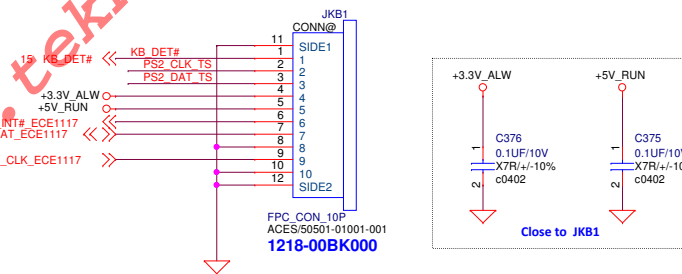 JKB1
CONN@
11
SIDE1
15 KB_DET# KB_DET# 1 1
PS2_CLK_TS 2 2
PS2_DAT_TS 3 3
+3.3V_ALW 4 4
+5V_RUN 5 5
INT#_ECE1117 6 6
AT_ECE1117 7 7
8 8
_CLK_ECE1117 9 9
10 10
12 SIDE2
FPC_CON_10P
ACES/50501-01001-001
1218-00BK000
+3.3V_ALW
+5V_RUN
1
C376
0.1UF/10V
X7R/+/-10%
c0402
2
1
C375
0.1UF/10V
X7R/+/-10
c0402
2
Close to JKB1
.tek